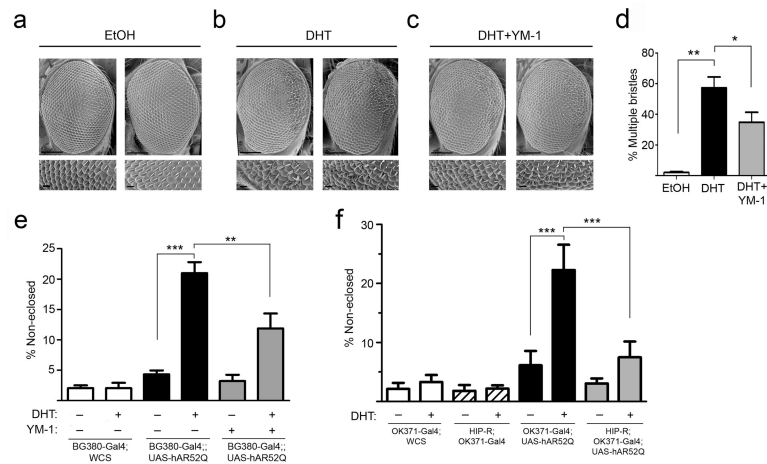 a EtOH
b DHT
c DHT+YM-1
d
% Multiple bristles
80
60
40
20
EtOH DHT DHT+
YM-1
** *
e
% Non-eclosed
25
20
15
10
5
*** **
DHT: – + – + – +
YM-1: + +
BG380-Gal4; BG380-Gal4;; BG380-Gal4;;
WCS UAS-hAR52Q UAS-hAR52Q
f
% Non-eclosed
30
20
10
*** ***
DHT: – + – + – + – +
OK371-Gal4; HIP-R; OK371-Gal4; HIP-R;
WCS OK371-Gal4 UAS-hAR52Q OK371-Gal4;
UAS-hAR52Q